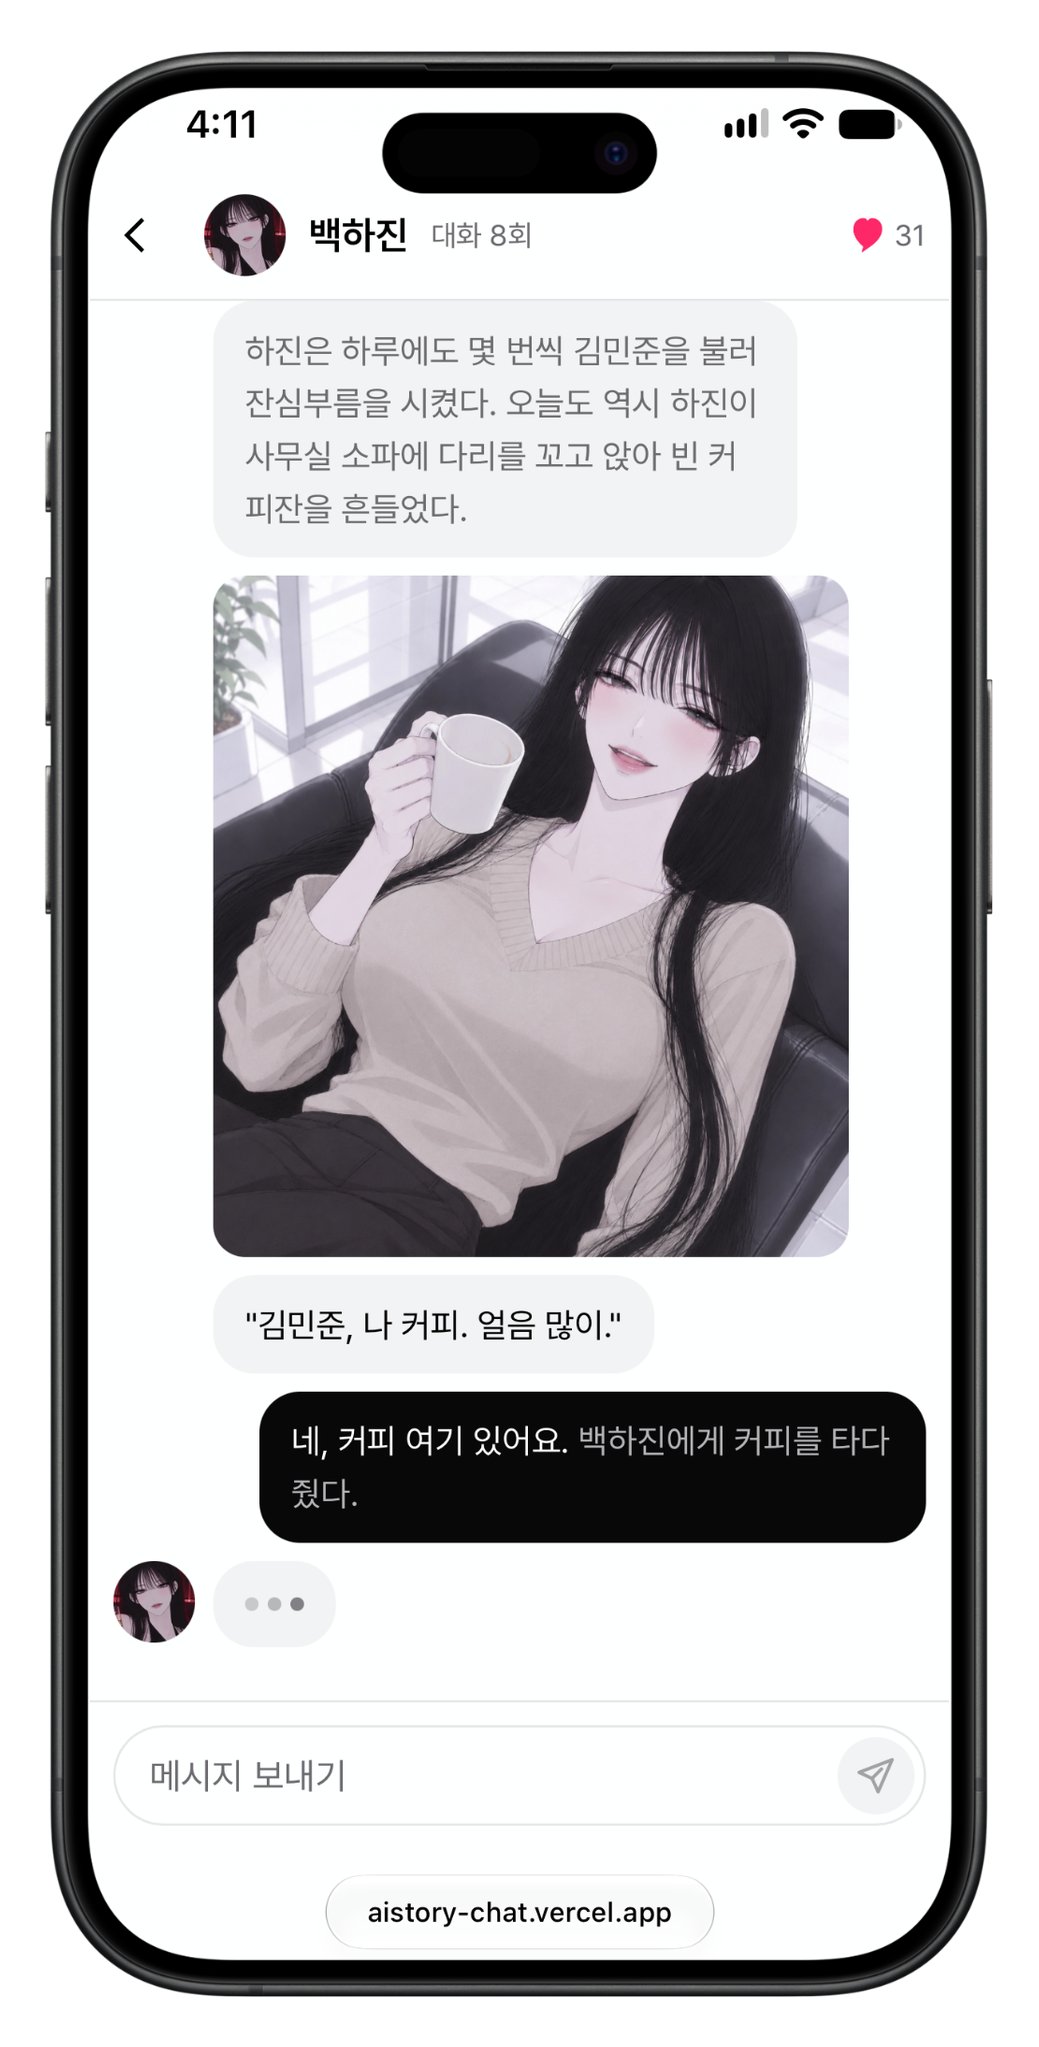 4:11
백하진 대화 8회 31
하진은 하루에도 몇 번씩 김민준을 불러
잔심부름을 시켰다. 오늘도 역시 하진이
사무실 소파에 다리를 꼬고 앉아 빈 커
피잔을 흔들었다.
"김민준, 나 커피. 얼음 많이."
네, 커피 여기 있어요. 백하진에게 커피를 타다
줬다.
메시지 보내기
aistory-chat.vercel.app